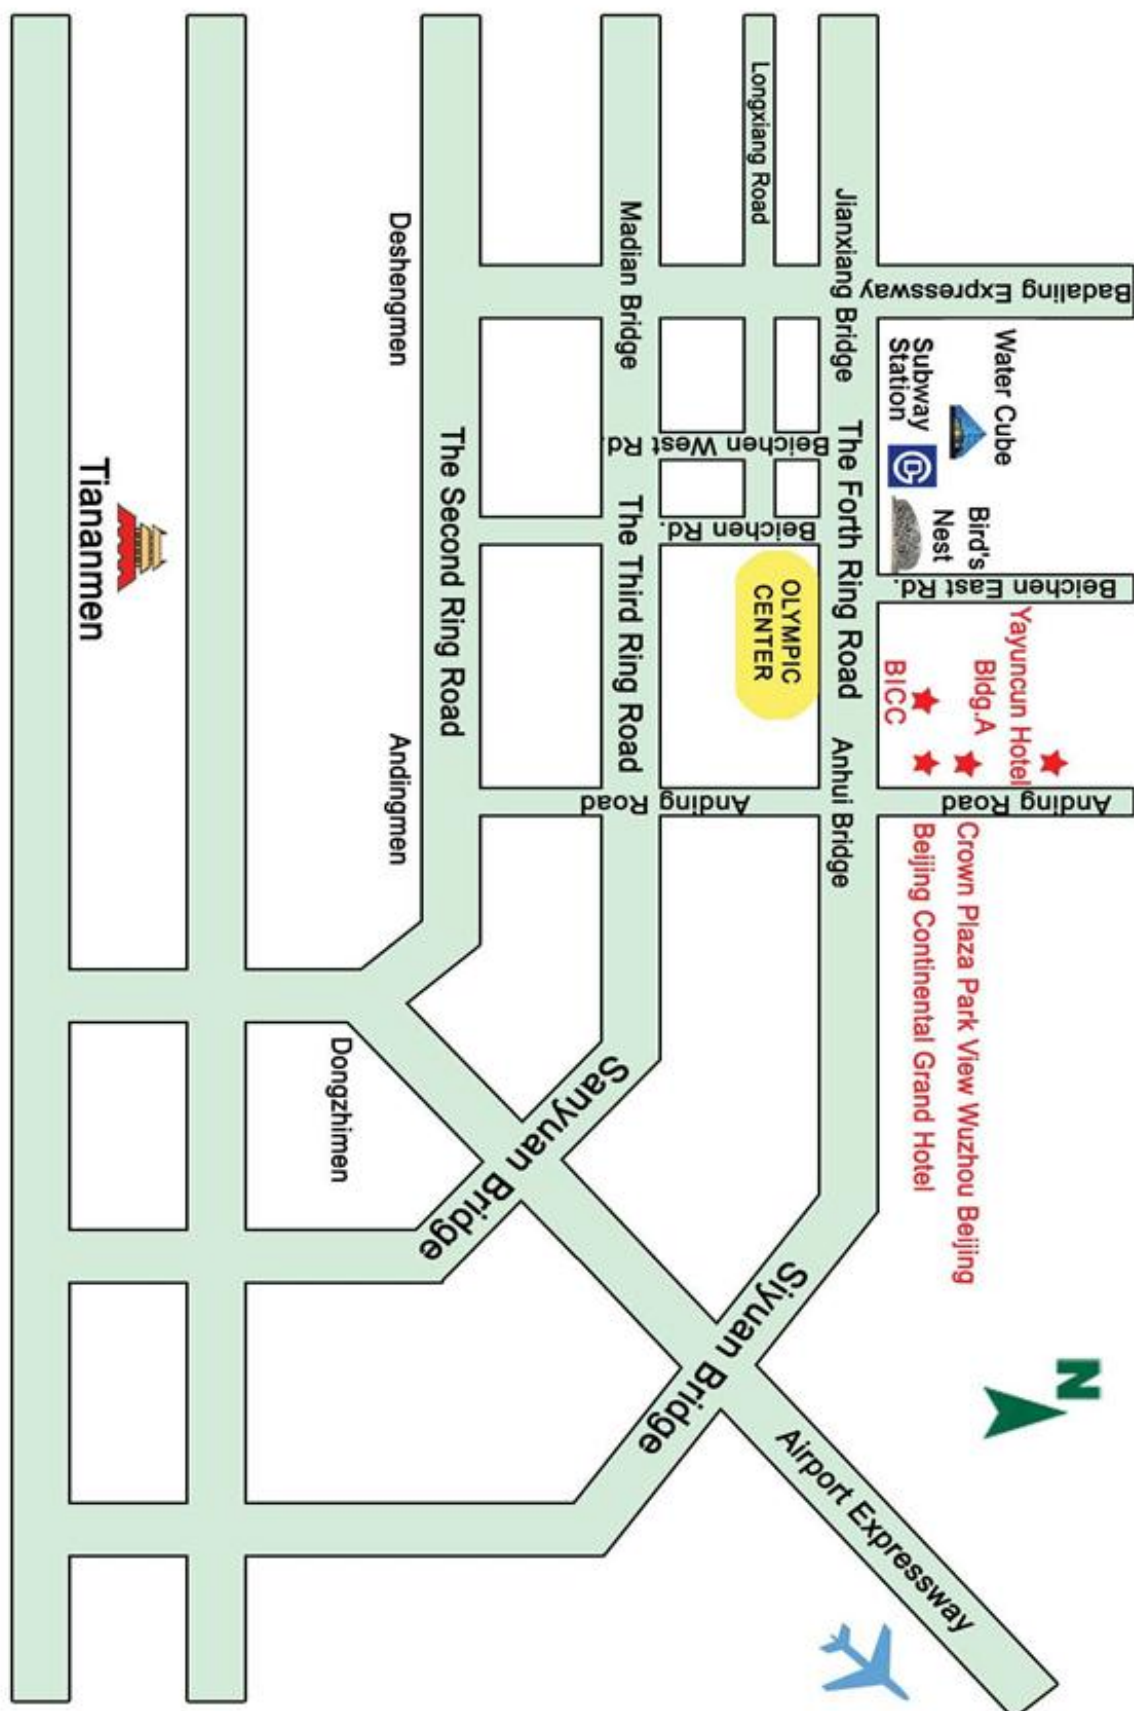 Badaling Expressway
Water Cube
Subway
Station
Bird's
Nest
Beichen East Rd.
Yayuncun Hotel
Bldg.A
BICC
Anding Road
Crown Plaza Park View Wuzhou Beijing
Beijing Continental Grand Hotel
N
Jianxiang Bridge
The Forth Ring Road
Anhui Bridge
Longxiang Road
Beichen West Rd.
Beichen Rd.
OLYMPIC
CENTER
Anding Road
Madian Bridge
The Third Ring Road
Sanyuan Bridge
Siyuan Bridge
Airport Expressway
Deshengmen
The Second Ring Road
Andingmen
Dongzhimen
Tiananmen